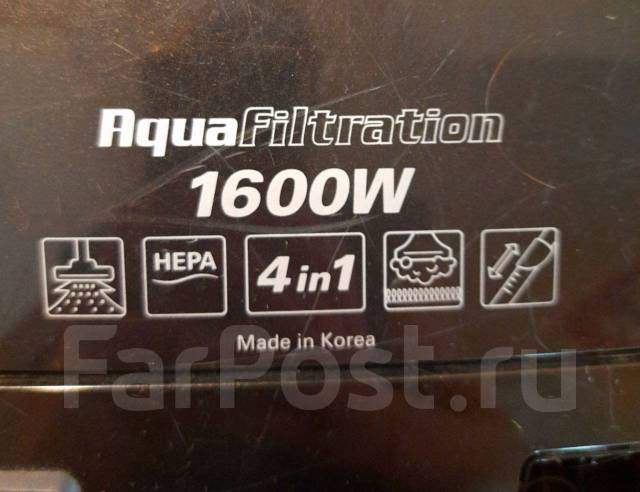 AquaFiltration
1600W
HEPA
4 in 1
Made in Korea
FarPost.ru